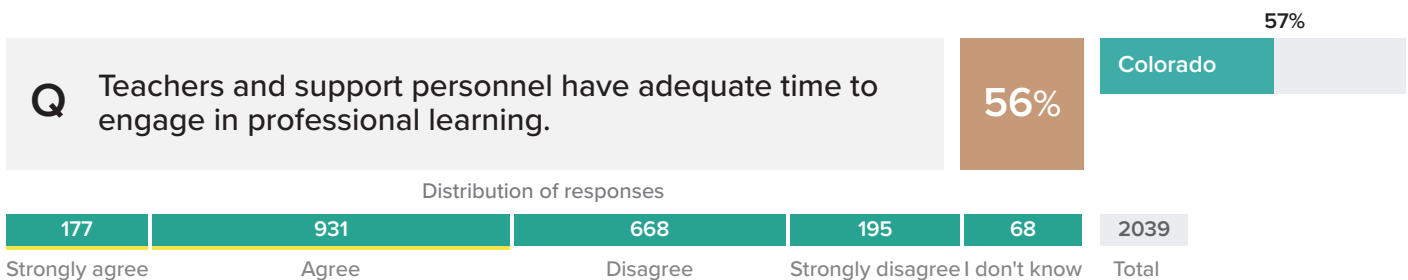 57%
Q
Teachers and support personnel have adequate time to
engage in professional learning.
56%
Colorado
Distribution of responses
177 931 668 195 68 2039
Strongly agree Agree Disagree Strongly disagree I don't know Total